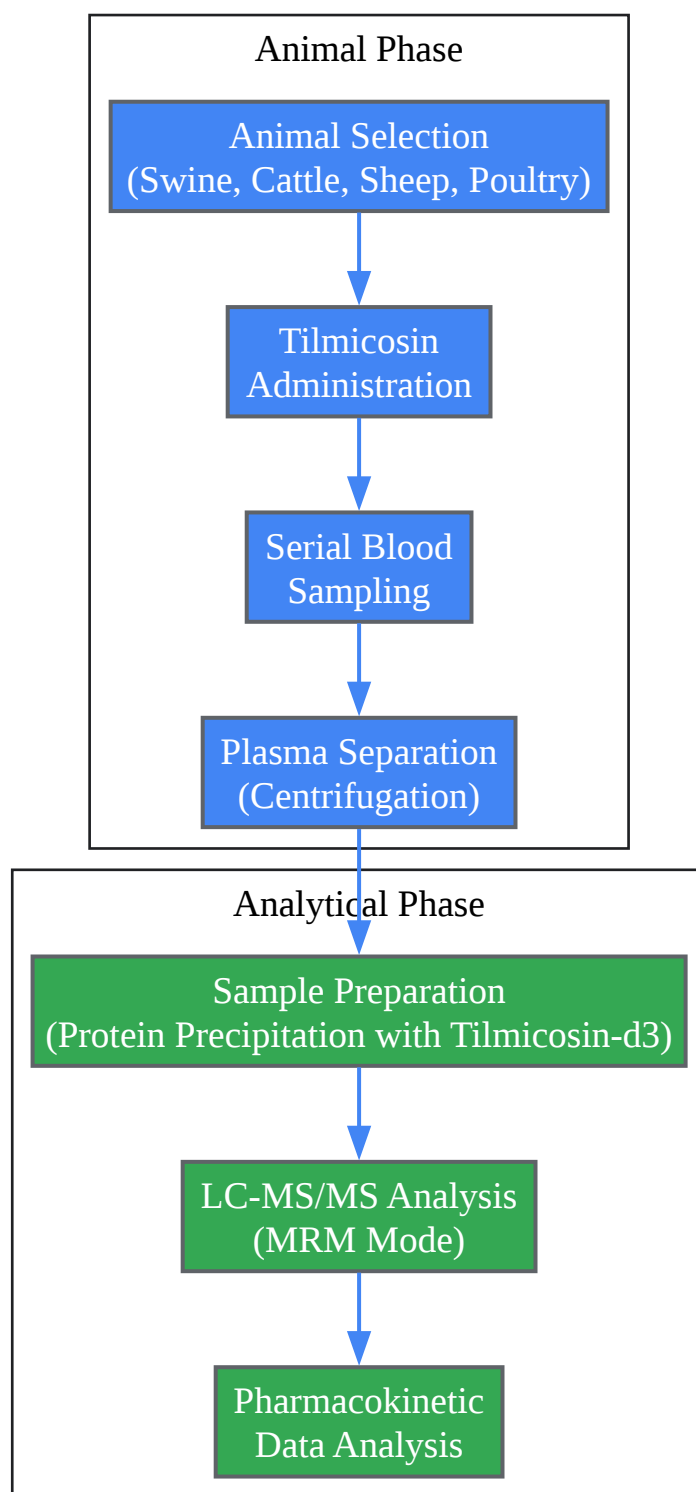 Animal Phase
Animal Selection
(Swine, Cattle, Sheep, Poultry)
Tilmicosin
Administration
Serial Blood
Sampling
Plasma Separation
(Centrifugation)
Analytical Phase
Sample Preparation
(Protein Precipitation with Tilmicosin-d3)
LC-MS/MS Analysis
(MRM Mode)
Pharmacokinetic
Data Analysis